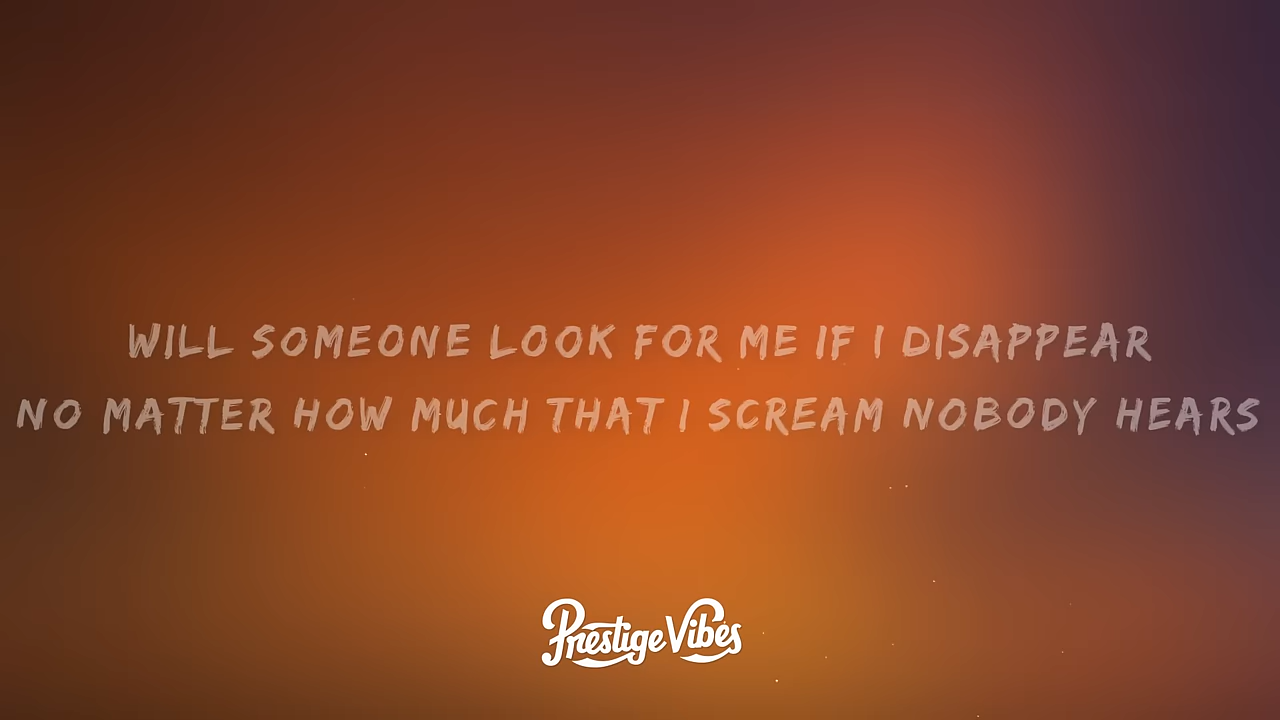 WILL SOMEONE LOOK FOR ME IF I DISAPPEAR
NO MATTER HOW MUCH THAT I SCREAM NOBODY HEARS
Prestige Vibes